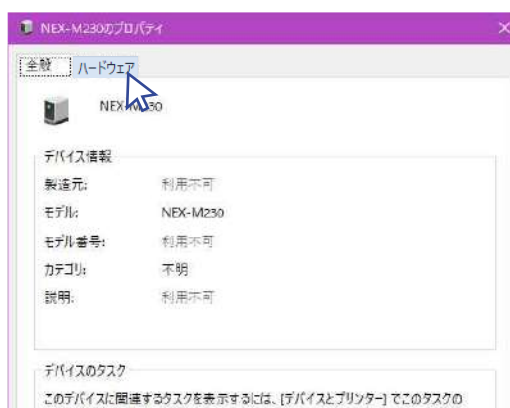 NEX-M230のプロパティ
全般 ハードウェア
NEX-M230
デバイス情報
製造元: 利用不可
モデル: NEX-M230
モデル番号: 利用不可
カテゴリ: 不明
説明: 利用不可
デバイスのタスク
このデバイスに関連するタスクを表示するには、[デバイスとプリンター] でこのタスクの